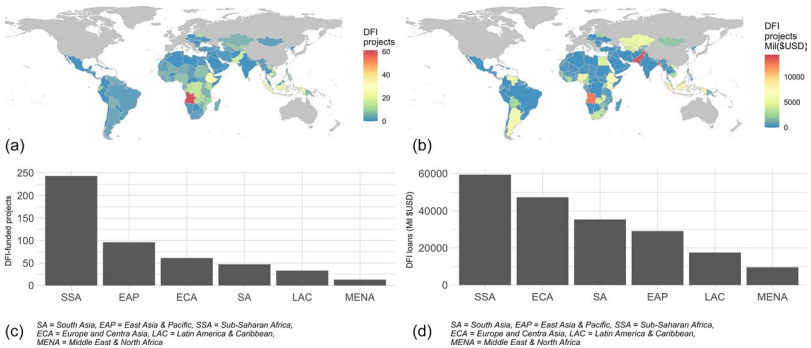 DFI
projects
60
40
20
0
(a)
DFI
projects
Mil($USD)
10000
5000
0
(b)
DFI-funded projects
250
200
150
100
50
0
SSA EAP ECA SA LAC MENA
(c)
SA = South Asia, EAP = East Asia & Pacific, SSA = Sub-Saharan Africa,
ECA = Europe and Centra Asia, LAC = Latin America & Caribbean,
MENA = Middle East & North Africa
DFI loans (Mil $USD)
60000
40000
20000
0
SSA ECA SA EAP LAC MENA
(d)
SA = South Asia, EAP = East Asia & Pacific, SSA = Sub-Saharan Africa,
ECA = Europe and Centra Asia, LAC = Latin America & Caribbean,
MENA = Middle East & North Africa